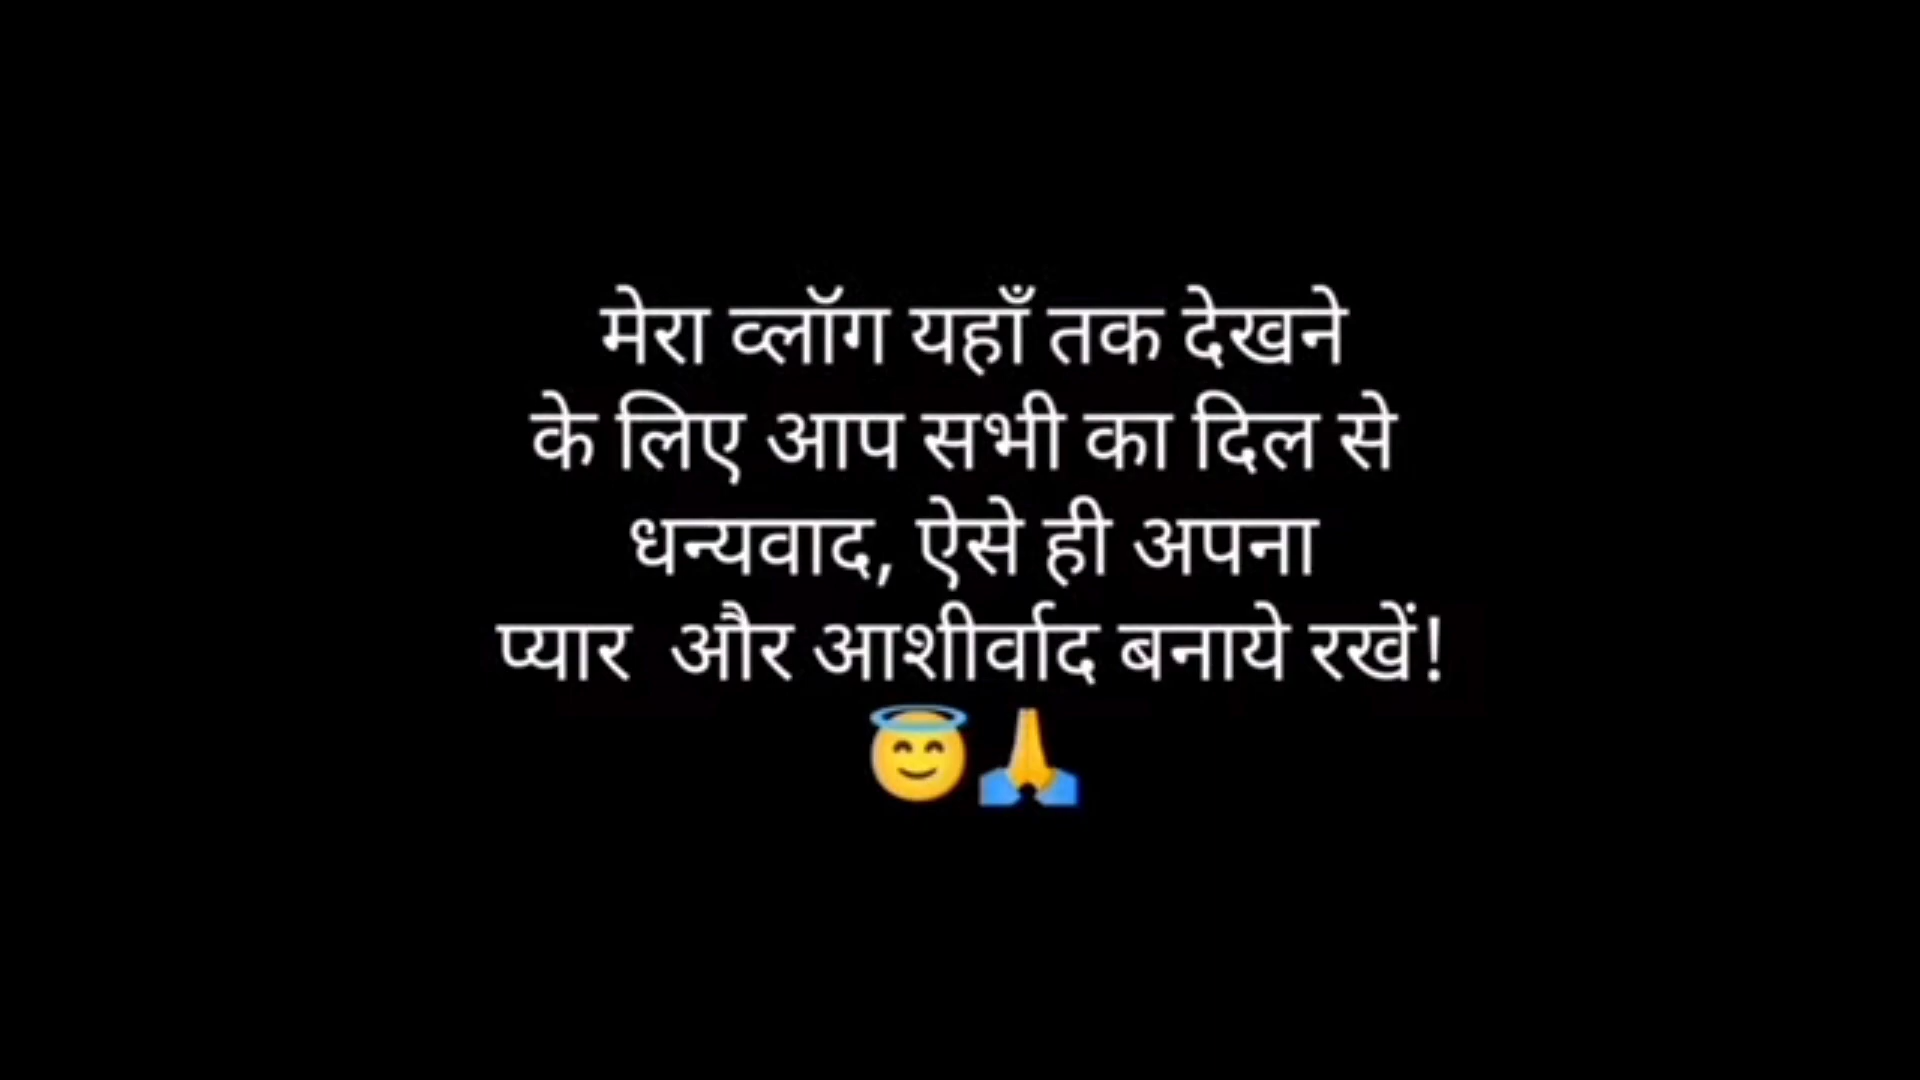 मेरा व्लॉग यहाँ तक देखने
के लिए आप सभी का दिल से
धन्यवाद, ऐसे ही अपना
प्यार  और आशीर्वाद बनाये रखें!
😇🙏